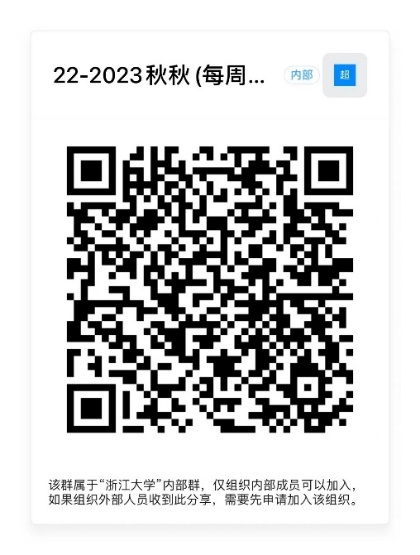 22-2023秋秋 (每周...
内部
超
该群属于“浙江大学”内部群，仅组织内部成员可以加入，
如果组织外部人员收到此分享，需要先申请加入该组织。